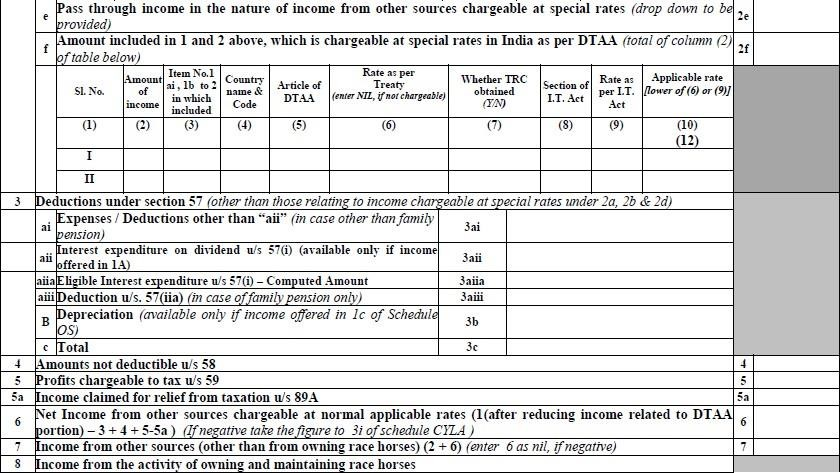 e Pass through income in the nature of income from other sources chargeable at special rates (drop down to be provided) 2e
f Amount included in 1 and 2 above, which is chargeable at special rates in India as per DTAA (total of column (2) of table below) 2f
Sl. No. Amount of income Item No.1 ai , 1b to 2 in which included Country name & Code Article of DTAA Rate as per Treaty (enter NIL, if not chargeable) Whether TRC obtained (Y/N) Section of I.T. Act Rate as per I.T. Act Applicable rate [lower of (6) or (9)]
(1) (2) (3) (4) (5) (6) (7) (8) (9) (10)
(12)
I
II
3 Deductions under section 57 (other than those relating to income chargeable at special rates under 2a, 2b & 2d)
ai Expenses / Deductions other than “aii” (in case other than family pension) 3ai
aii Interest expenditure on dividend u/s 57(i) (available only if income offered in 1A) 3aii
aiia Eligible Interest expenditure u/s 57(i) – Computed Amount 3aiia
aiii Deduction u/s. 57(iia) (in case of family pension only) 3aiii
B Depreciation (available only if income offered in 1c of Schedule OS) 3b
c Total 3c
4 Amounts not deductible u/s 58 4
5 Profits chargeable to tax u/s 59 5
5a Income claimed for relief from taxation u/s 89A 5a
6 Net Income from other sources chargeable at normal applicable rates (1(after reducing income related to DTAA portion) – 3 + 4 + 5-5a ) (If negative take the figure to 3i of schedule CYLA ) 6
7 Income from other sources (other than from owning race horses) (2 + 6) (enter 6 as nil, if negative) 7
8 Income from the activity of owning and maintaining race horses